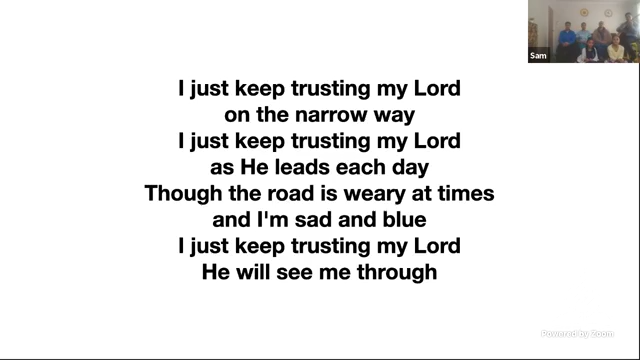 Sam
I just keep trusting my Lord
on the narrow way
I just keep trusting my Lord
as He leads each day
Though the road is weary at times
and I'm sad and blue
I just keep trusting my Lord
He will see me through
Powered by Zoom